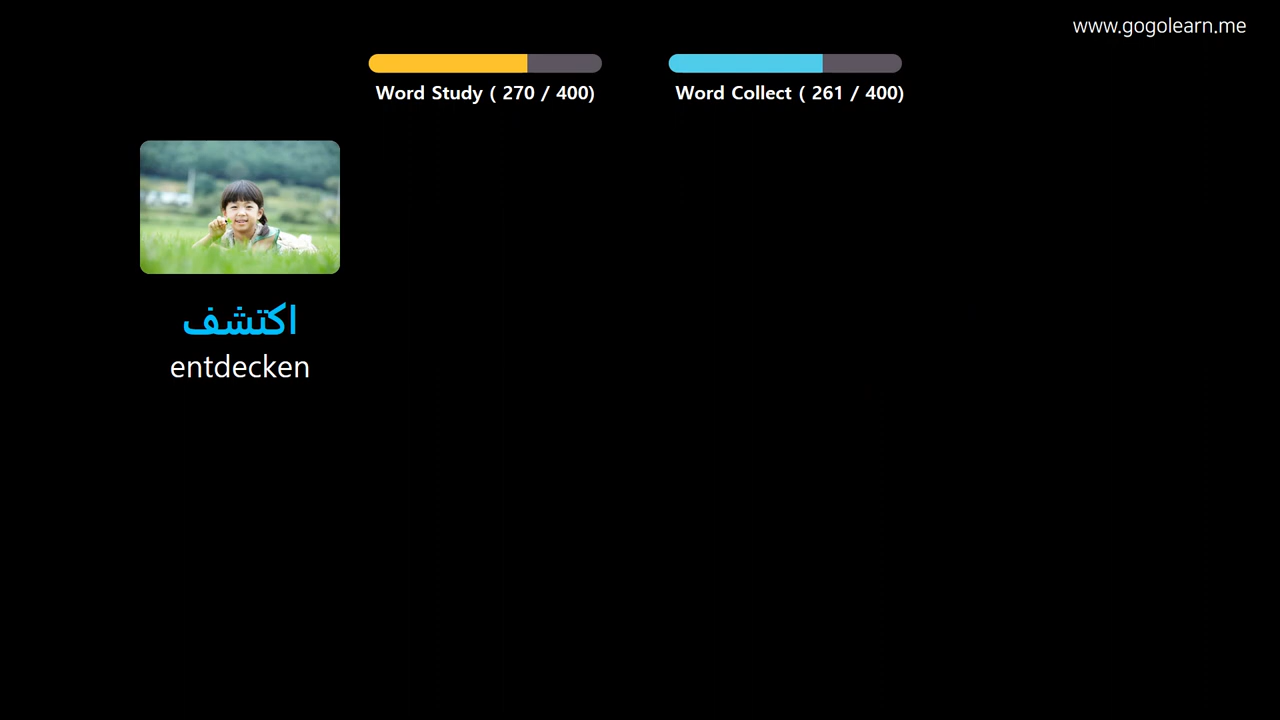 www.gogolearn.me
Word Study ( 270 / 400)
Word Collect ( 261 / 400)
اكتشف
entdecken